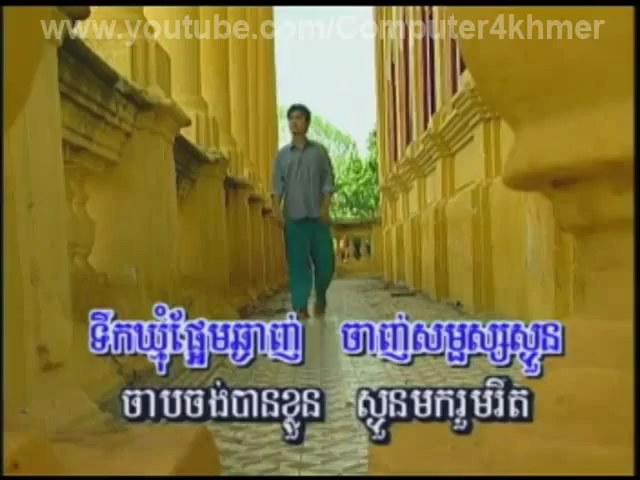 www.youtube.com/Computer4khmer
ទឹកឃ្មុំផ្អែមឆ្ងាញ់ ចាញ់សម្ផស្សស្ងួន
ចាបចង់បានខ្លួន ស្ងួនមករួមរឹត